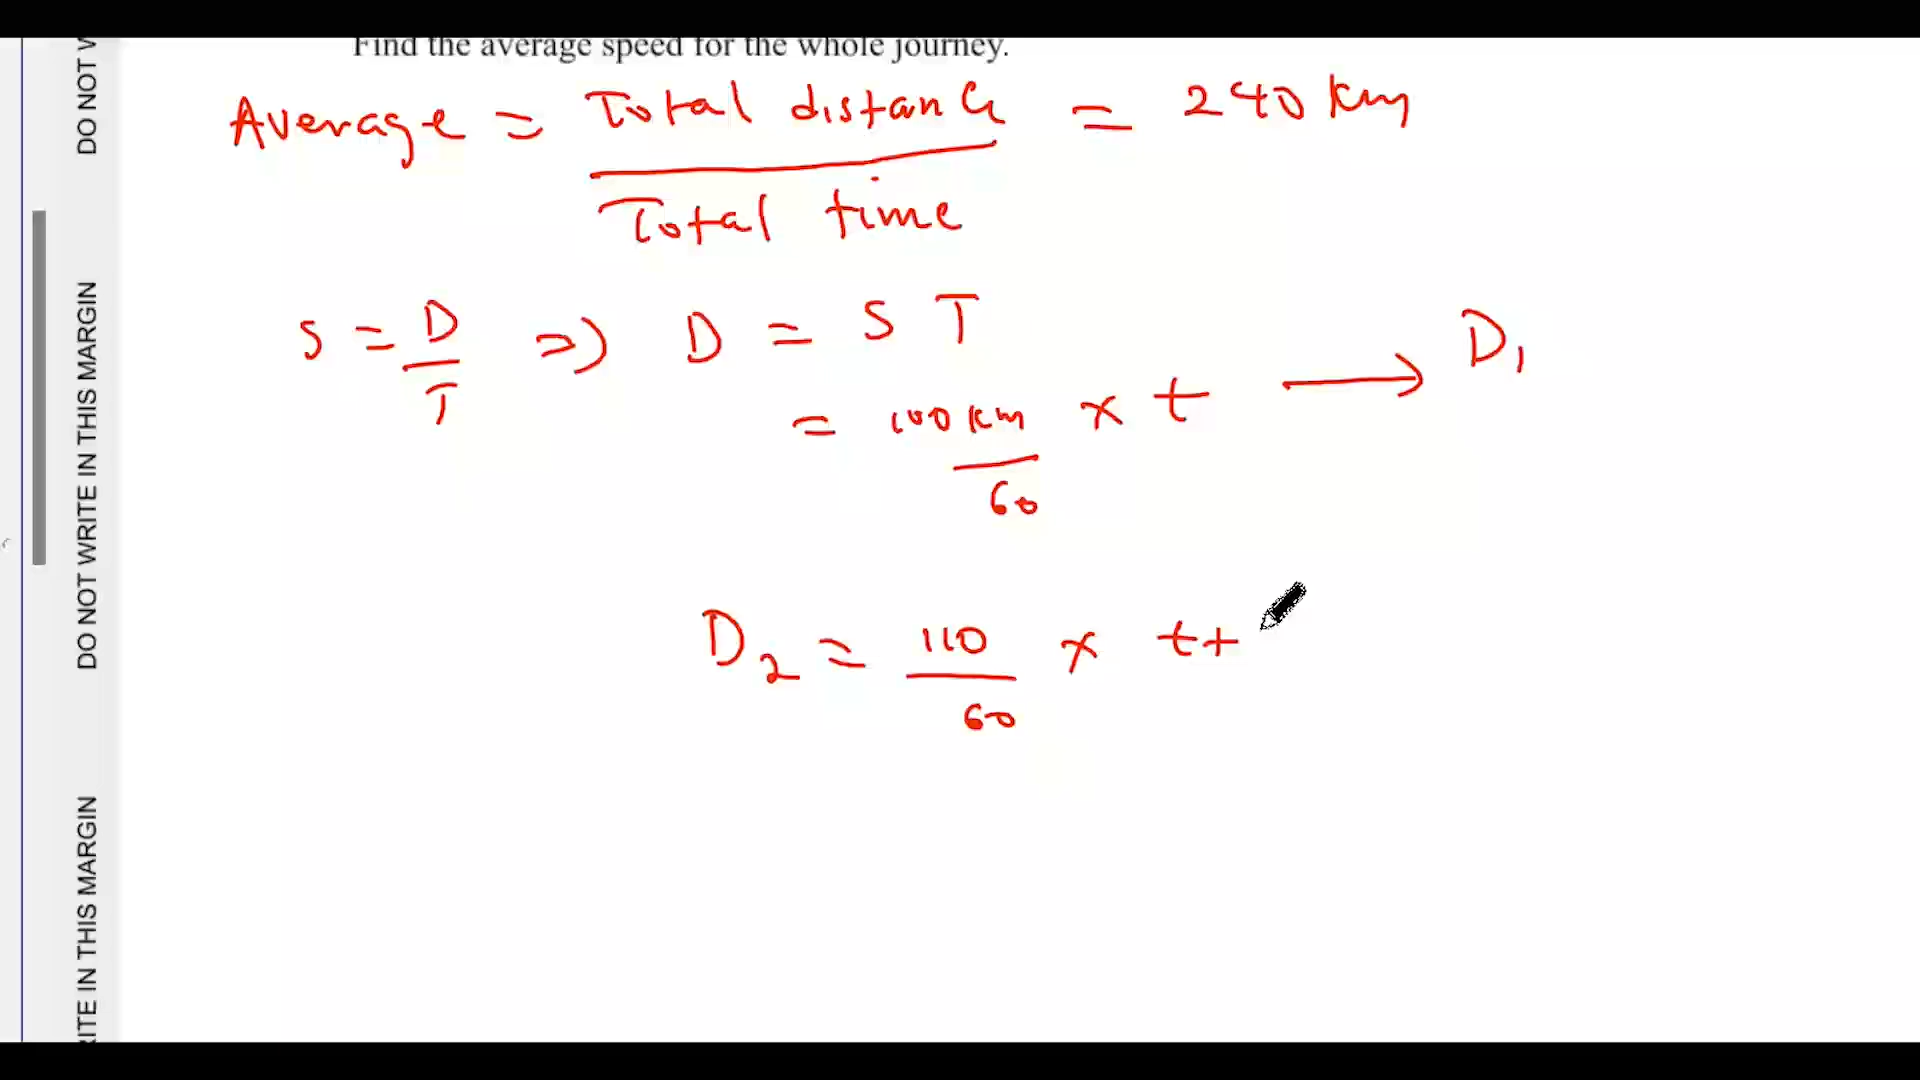 Find the average speed for the whole journey.
Average = Total distance / Total time = 240 km
S = D / T => D = S T
= 100 km / 60 × t → D₁
D₂ = 110 / 60 × t+
DO NOT W
DO NOT WRITE IN THIS MARGIN
RITE IN THIS MARGIN